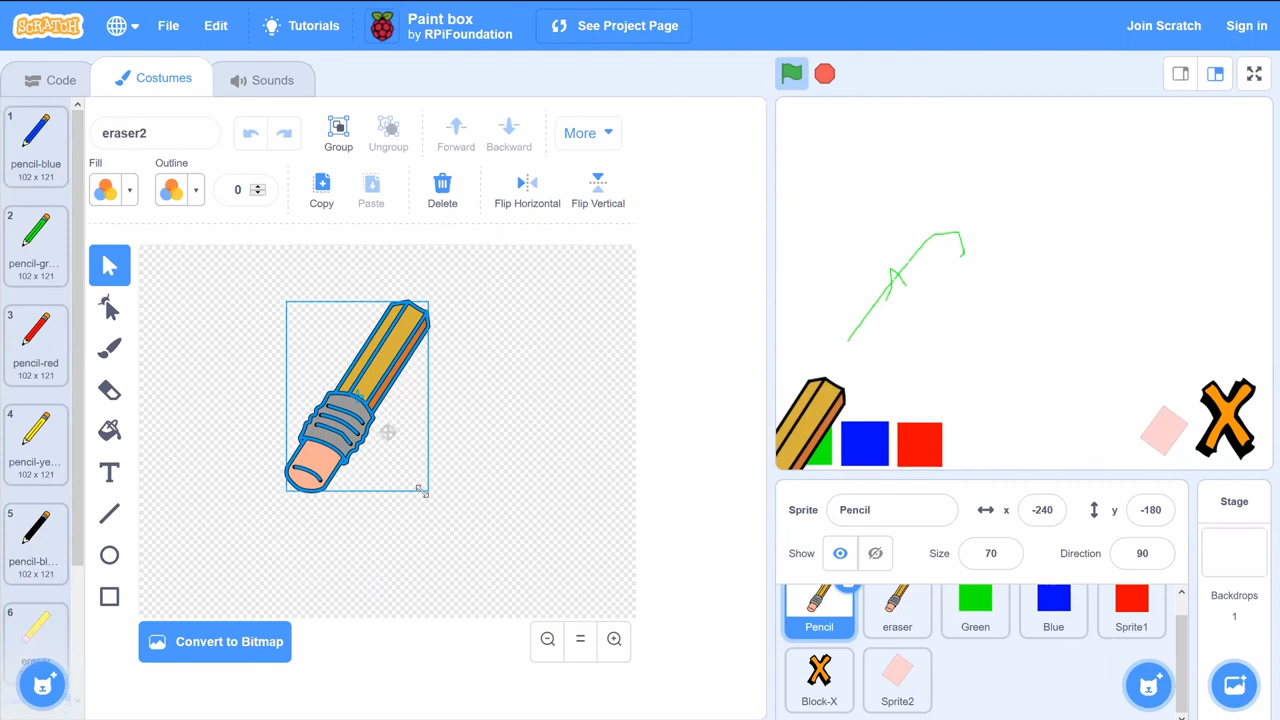 SCRATCH
File
Edit
Tutorials
Paint box
by RPiFoundation
See Project Page
Join Scratch
Sign in
Code
Costumes
Sounds
1
pencil-blue
102 x 121
2
pencil-gr...
102 x 121
3
pencil-red
102 x 121
4
pencil-ye...
102 x 121
5
pencil-bl...
102 x 121
6
eraser2
Group
Ungroup
Forward
Backward
More
Fill
Outline
0
Copy
Paste
Delete
Flip Horizontal
Flip Vertical
T
Convert to Bitmap
X
Sprite
Pencil
x
-240
y
-180
Show
Size
70
Direction
90
Pencil
eraser
Green
Blue
Sprite1
Block-X
Sprite2
Stage
Backdrops
1